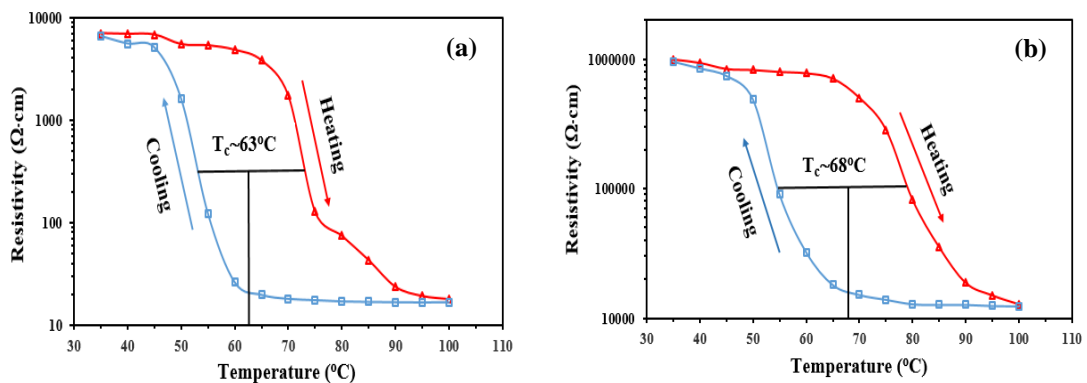 (a)
10000
1000
100
10
30 40 50 60 70 80 90 100 110
Resistivity (Ω·cm)
Temperature (⁰C)
Cooling
Heating
T꜀~63⁰C
(b)
1000000
100000
10000
30 40 50 60 70 80 90 100 110
Resistivity (Ω·cm)
Temperature (⁰C)
Cooling
Heating
T꜀~68⁰C